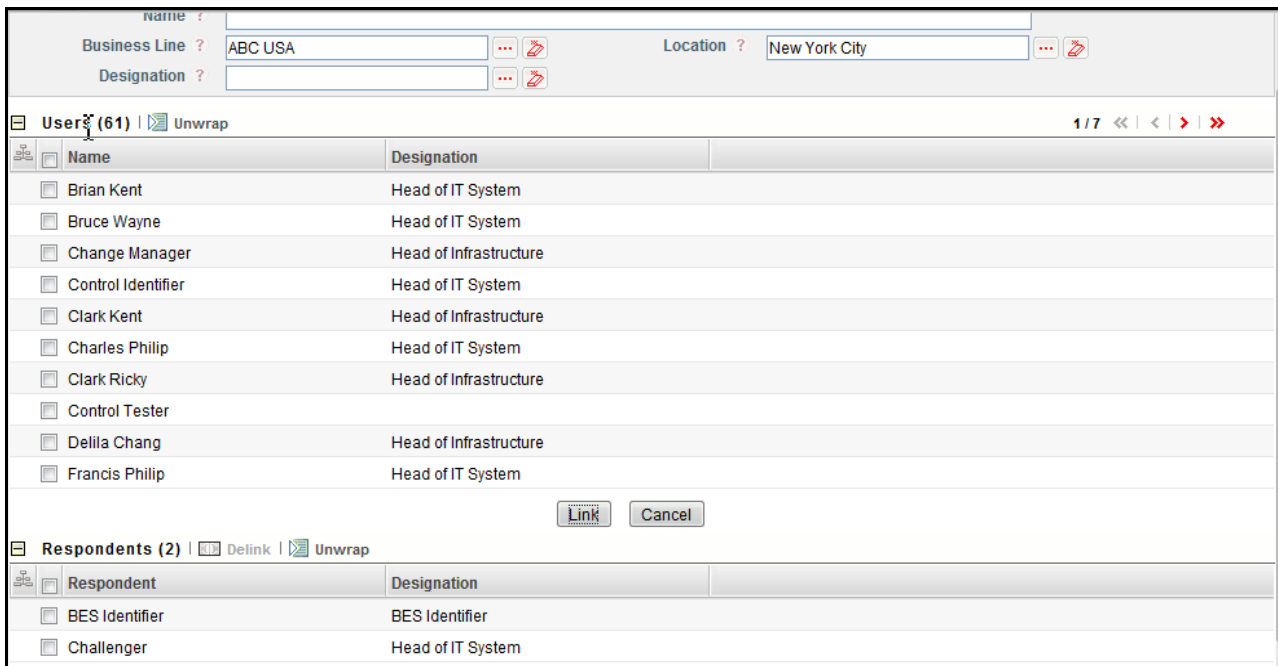 Name ?
Business Line ? ABC USA ... Location ? New York City ...
Designation ? ...
Users (61) | Unwrap 1 / 7 << | < | > | >>
Name Designation
Brian Kent Head of IT System
Bruce Wayne Head of IT System
Change Manager Head of Infrastructure
Control Identifier Head of IT System
Clark Kent Head of Infrastructure
Charles Philip Head of IT System
Clark Ricky Head of Infrastructure
Control Tester
Delila Chang Head of Infrastructure
Francis Philip Head of IT System
Link Cancel
Respondents (2) | Delink | Unwrap
Respondent Designation
BES Identifier BES Identifier
Challenger Head of IT System